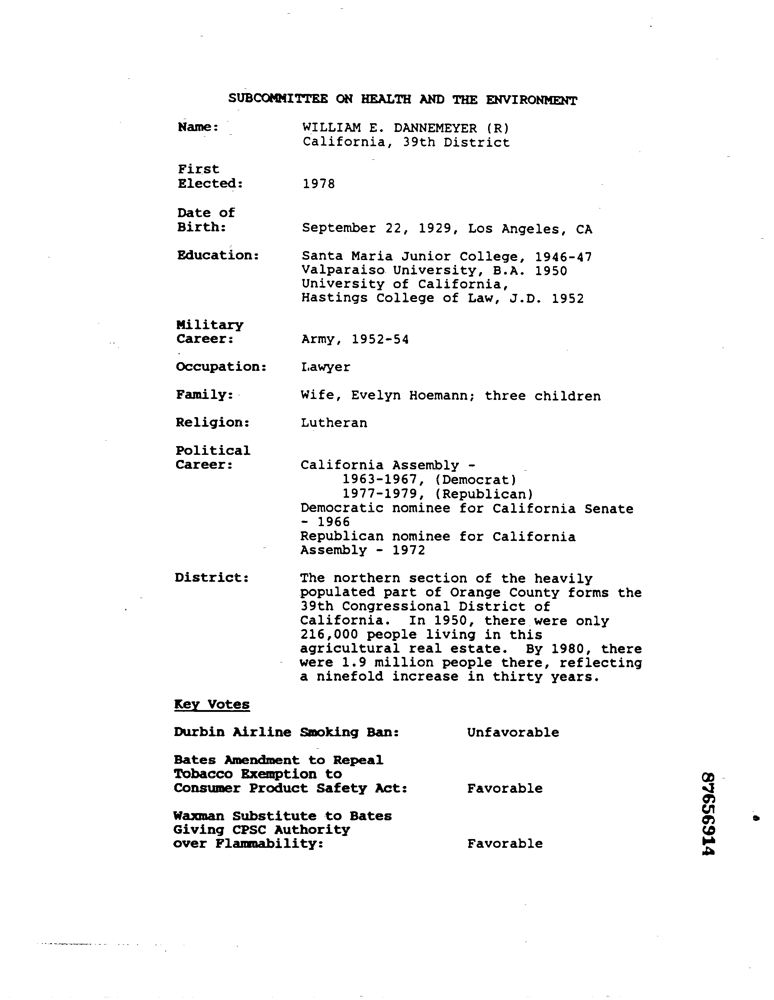 SUBCOMMITTEE ON HEALTH AND THE ENVIRONMENT
Name: WILLIAM E. DANNEMEYER (R)
California, 39th District
First
Elected: 1978
Date of
Birth: September 22, 1929, Los Angeles, CA
Education: Santa Maria Junior College, 1946-47
Valparaiso University, B.A. 1950
University of California,
Hastings College of Law, J.D. 1952
Military
Career: Army, 1952-54
Occupation: Lawyer
Family: Wife, Evelyn Hoemann; three children
Religion: Lutheran
Political
Career: California Assembly -
1963-1967, (Democrat)
1977-1979, (Republican)
Democratic nominee for California Senate
- 1966
Republican nominee for California
Assembly - 1972
District: The northern section of the heavily
populated part of Orange County forms the
39th Congressional District of
California. In 1950, there were only
216,000 people living in this
agricultural real estate. By 1980, there
were 1.9 million people there, reflecting
a ninefold increase in thirty years.
Key Votes
Durbin Airline Smoking Ban: Unfavorable
Bates Amendment to Repeal
Tobacco Exemption to
Consumer Product Safety Act: Favorable
Waxman Substitute to Bates
Giving CPSC Authority
over Flammability: Favorable
87656914